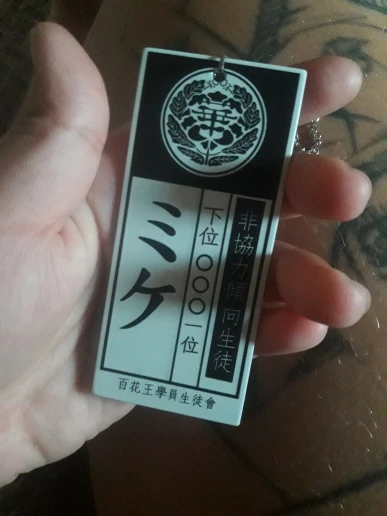 華
非協力傾向生徒
下位〇〇〇一位
ミケ
百花王學員生徒會